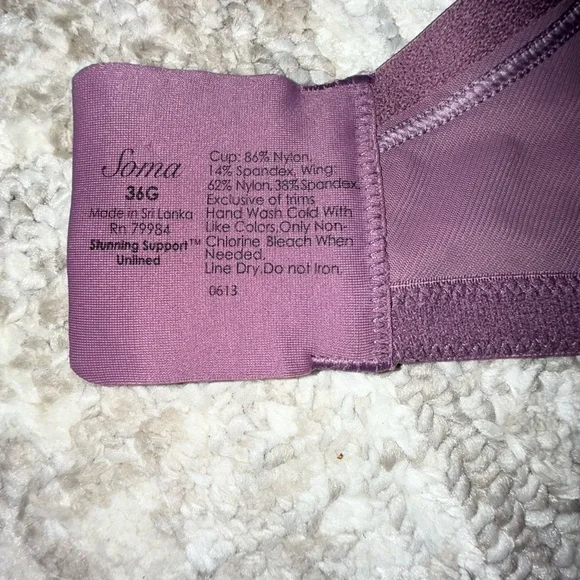 Soma
36G
Made in Sri Lanka
Rn 79984
Stunning Support™
Unlined
Cup: 86% Nylon,
14% Spandex, Wing:
62% Nylon, 38% Spandex
Exclusive of trims
Hand Wash Cold With
Like Colors, Only Non-
Chlorine Bleach When
Needed,
Line Dry, Do not Iron,
0613